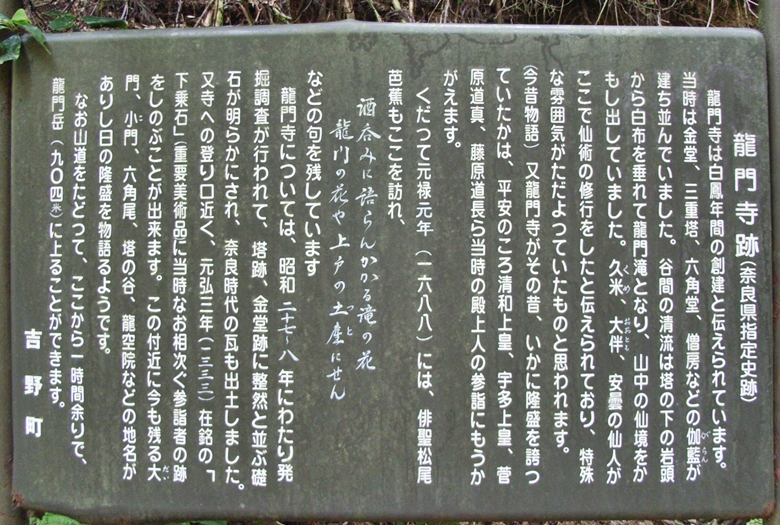 龍門寺跡（奈良県指定史跡）
龍門寺は白鳳年間の創建と伝えられています。
当時は金堂、三重塔、六角堂、僧房などの伽藍が
建ち並んでいました。谷間の清流は塔の下の岩頭
から白布を垂れて龍門滝となり、山中の仙境をか
もし出していました。久米、大伴、安曇の仙人が
ここで仙術の修行をしたと伝えられており、特殊
な雰囲気がただよっていたものと思われます。
（今昔物語）又龍門寺がその昔、いかに隆盛を誇っ
ていたかは、平安のころ清和上皇、宇多上皇、菅
原道真、藤原道長ら当時の殿上人の参詣にもうか
がえます。
くだつて元禄元年（一六八八）には、俳聖松尾
芭蕉もここを訪れ、
酒呑みに語らんかかる滝の花
龍門の花や上戸の土産にせん
などの句を残しています
龍門寺については、昭和二十七〜八年にわたり発
掘調査が行われて、塔跡、金堂跡に整然と並ぶ礎
石が明らかにされ、奈良時代の瓦も出土しました。
又寺への登り口近く、元弘三年（一三三三）在銘の「
下乗石」（重要美術品に当時なお相次ぐ参詣者の跡
をしのぶことが出来ます。この付近に今も残る大
門、小門、六角尾、塔の谷、龍空院などの地名が
ありし日の隆盛を物語るようです。
なお山道をたどつて、ここから一時間余りで、
龍門岳（九〇四米）に上ることができます。
吉野町